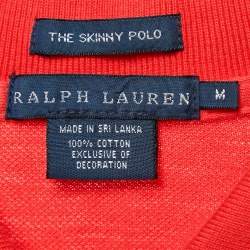 THE SKINNY POLO
RALPH LAUREN
M
MADE IN SRI LANKA
100% COTTON
EXCLUSIVE OF
DECORATION